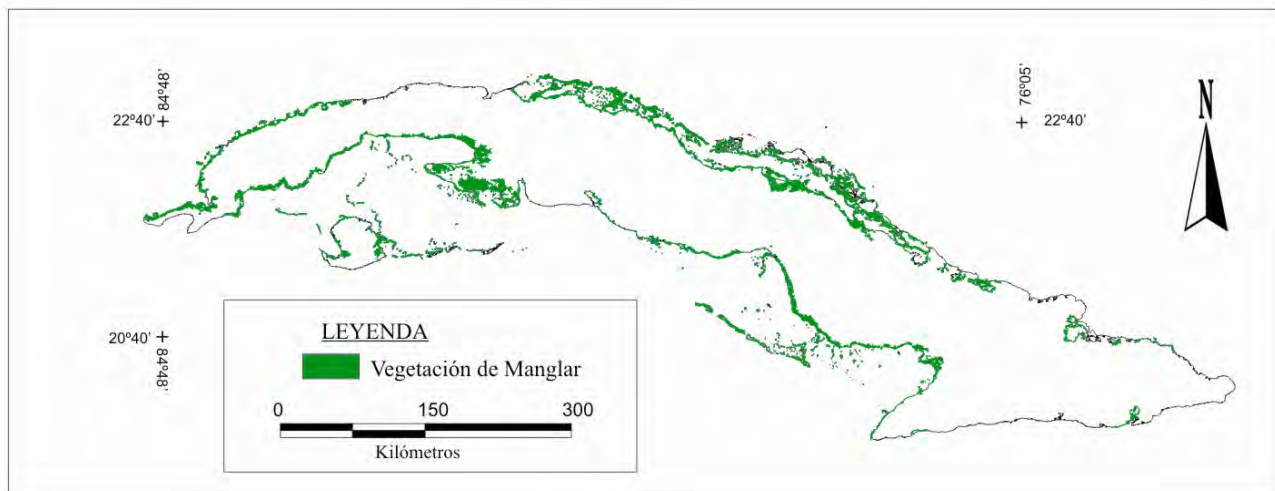 84º48'
22º40'
76º05'
22º40'
N
20º40'
84º48'
LEYENDA
Vegetación de Manglar
0 150 300
Kilómetros